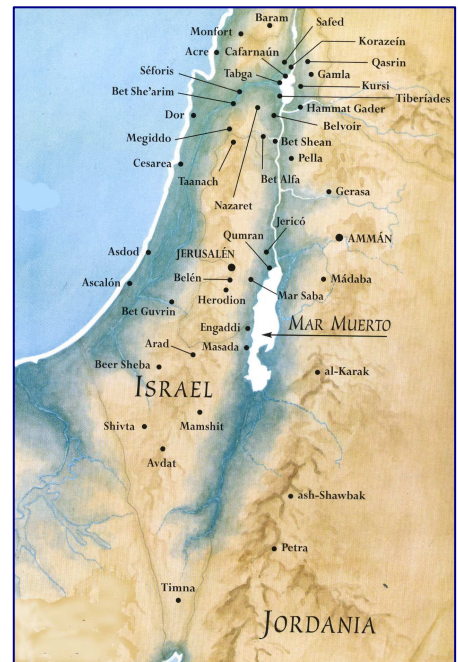 Baram
Safed
Monfort
Korazeín
Acre
Cafarnaún
Qasrin
Tabga
Gamla
Séforis
Kursi
Bet She'arim
Tiberíades
Hammat Gader
Dor
Belvoir
Megiddo
Bet Shean
Cesarea
Pella
Taanach
Bet Alfa
Gerasa
Nazaret
Jericó
Qumran
AMMÁN
Asdod
JERUSALÉN
Belén
Mádaba
Ascalón
Mar Saba
Herodion
Bet Guvrin
Engaddi
MAR MUERTO
Arad
Masada
Beer Sheba
al-Karak
ISRAEL
Shivta
Mamshit
Avdat
ash-Shawbak
Petra
Timna
JORDANIA